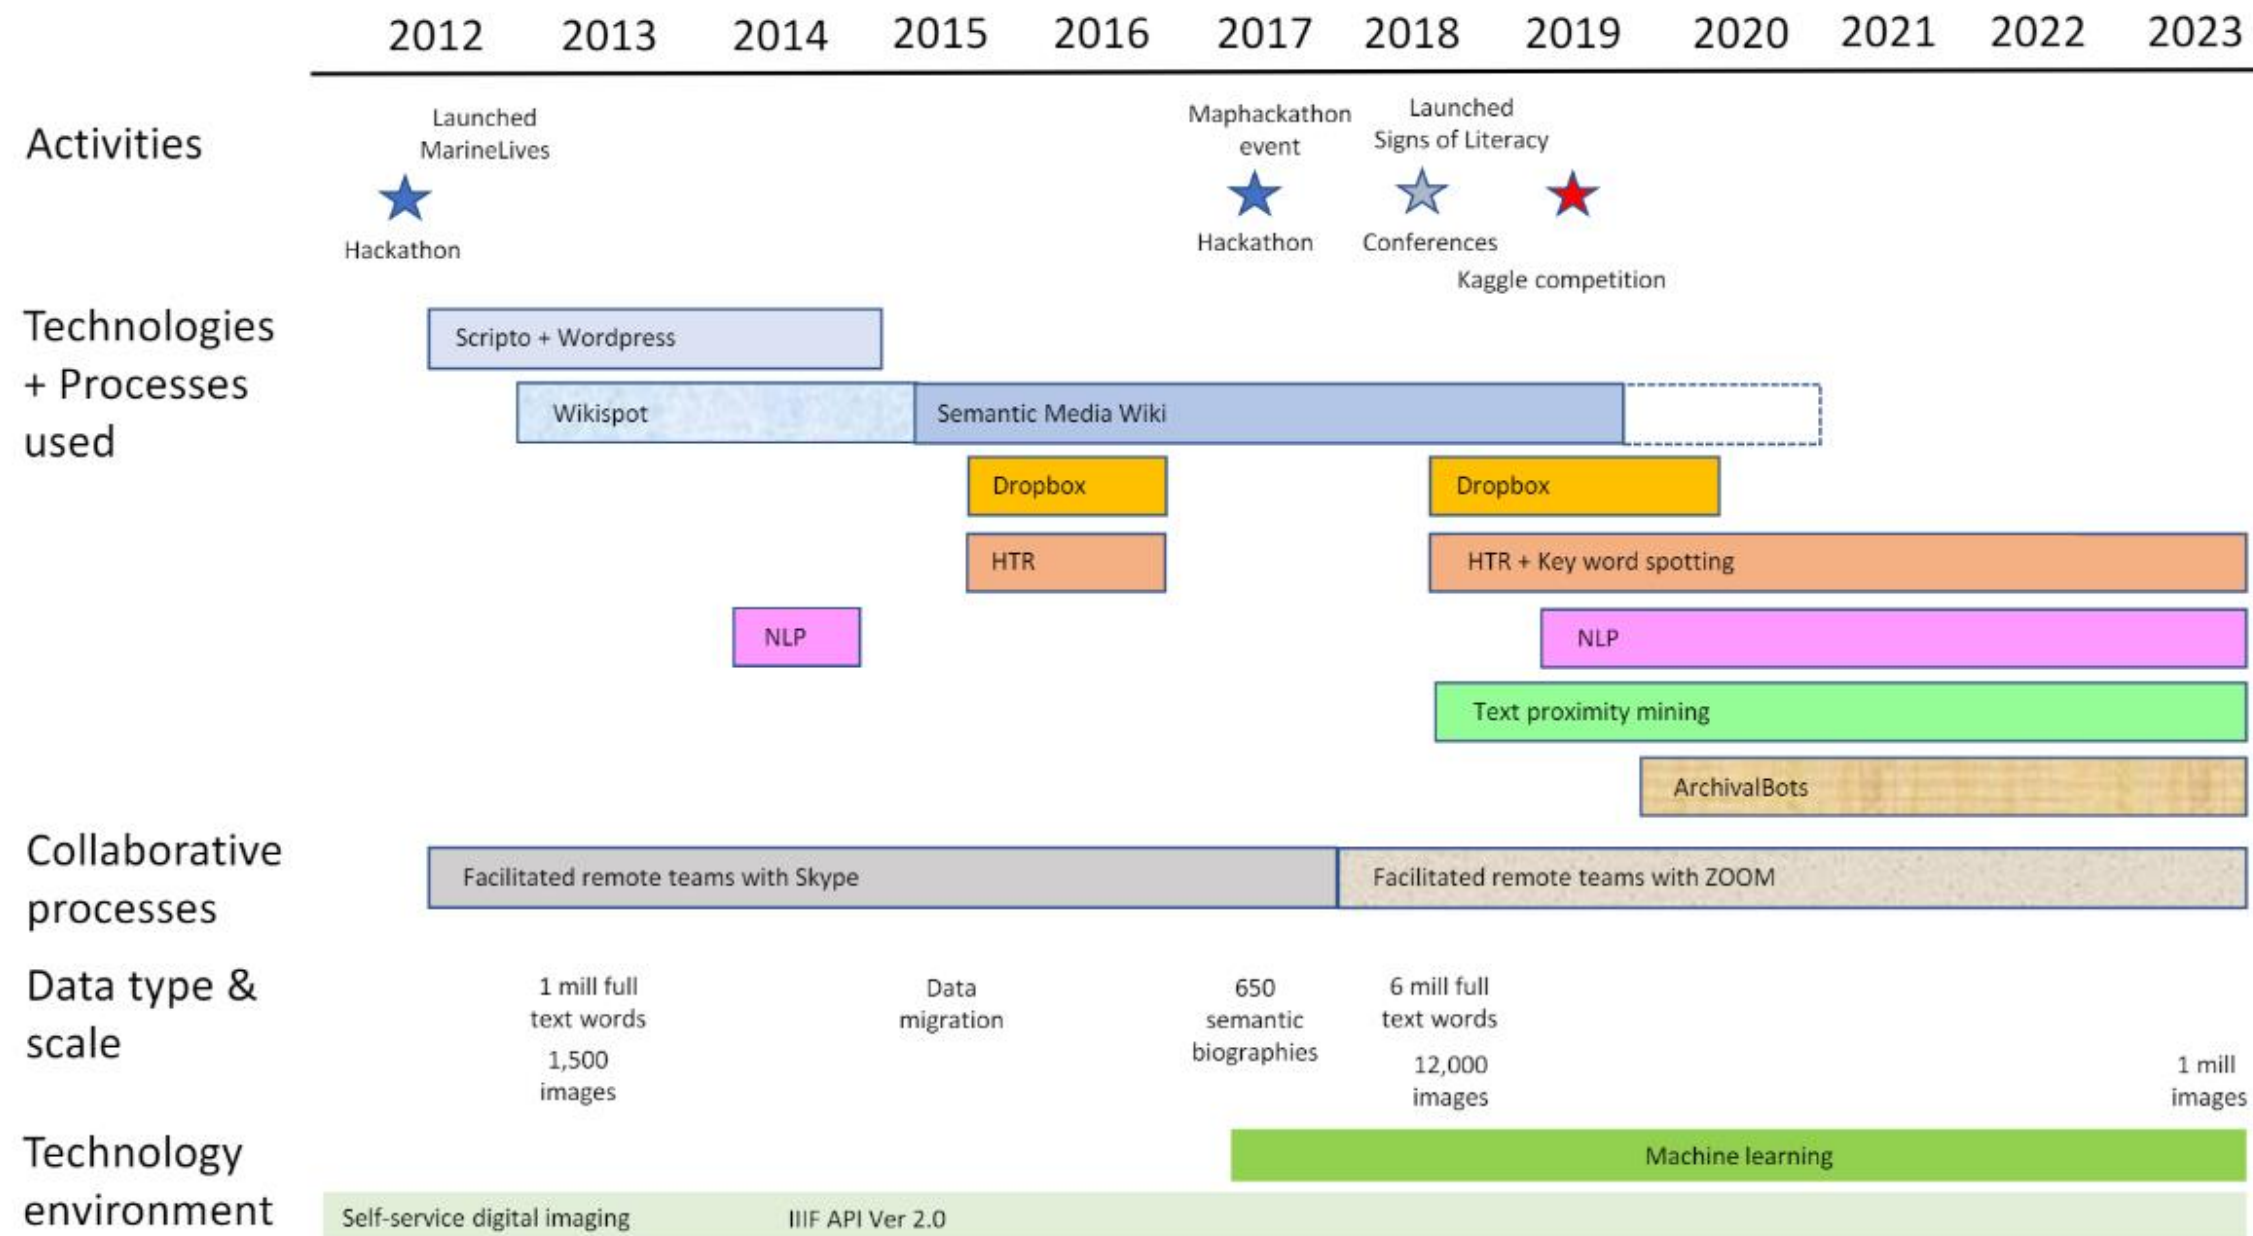 2012 2013 2014 2015 2016 2017 2018 2019 2020 2021 2022 2023
Activities
Launched
MarineLives
Hackathon
Maphackathon
event
Hackathon
Launched
Signs of Literacy
Conferences
Kaggle competition
Technologies
+ Processes
used
Scripto + Wordpress
Wikispot
Semantic Media Wiki
Dropbox
Dropbox
HTR
HTR + Key word spotting
NLP
NLP
Text proximity mining
ArchivalBots
Collaborative
processes
Facilitated remote teams with Skype
Facilitated remote teams with ZOOM
Data type &
scale
1 mill full
text words
1,500
images
Data
migration
650
semantic
biographies
6 mill full
text words
12,000
images
1 mill
images
Technology
environment
Machine learning
Self-service digital imaging
IIIF API Ver 2.0